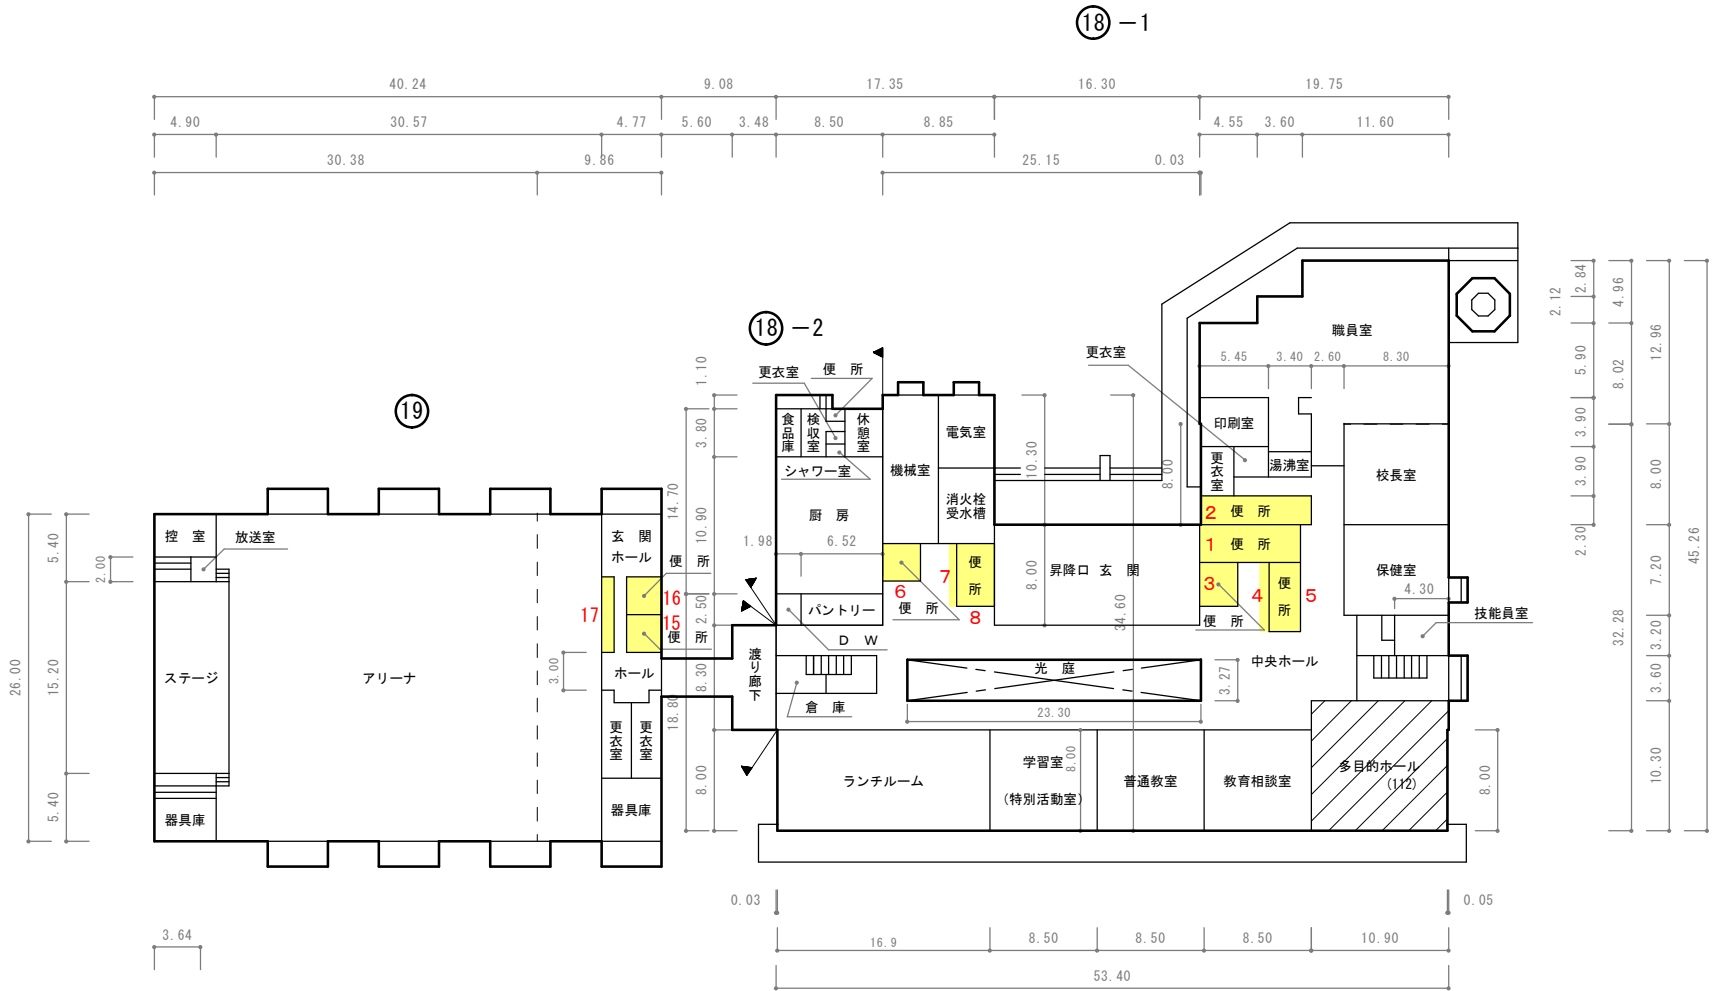 ⑱－1
40.24 9.08 17.35 16.30 19.75
4.90 30.57 4.77 5.60 3.48 8.50 8.85 4.55 3.60 11.60
30.38 9.86 25.15 0.03
⑱－2
⑲
更衣室
便 所
更衣室
職員室
5.45 3.40 2.60 8.30
食品庫
検収室
休憩室
電気室
印刷室
シャワー室
機械室
更衣室
湯沸室
校長室
厨 房
消火栓
受水槽
2 便 所
1 便 所
控 室
放送室
玄 関
ホール
便 所
1.98 6.52
7 便所
昇降口 玄 関
3
4 便所 5
保健室
4.30
6
便 所
8
便 所
技能員室
17
16
15
便 所
パントリー
D W
渡り廊下
ステージ
アリーナ
ホール
光 庭
中央ホール
倉 庫
23.30
更衣室
更衣室
ランチルーム
学習室
(特別活動室)
普通教室
教育相談室
多目的ホール
(112)
器具庫
器具庫
26.00
5.40
2.00
15.20
5.40
3.00
1.10
3.80
14.70
10.90
2.50
8.30
18.80
8.00
10.30
8.00
34.60
8.00
8.00
3.27
2.12
2.84
5.90
3.90
3.90
2.30
4.96
8.02
32.28
12.96
8.00
7.20
3.20
3.60
10.30
45.26
8.00
0.03 0.05
3.64
16.9 8.50 8.50 8.50 10.90
53.40